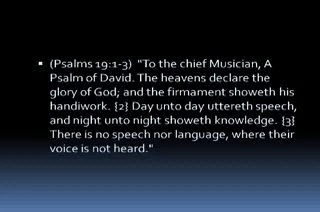 (Psalms 19:1-3) "To the chief Musician, A
Psalm of David. The heavens declare the
glory of God; and the firmament showeth his
handiwork. {2} Day unto day uttereth speech,
and night unto night showeth knowledge. {3}
There is no speech nor language, where their
voice is not heard."